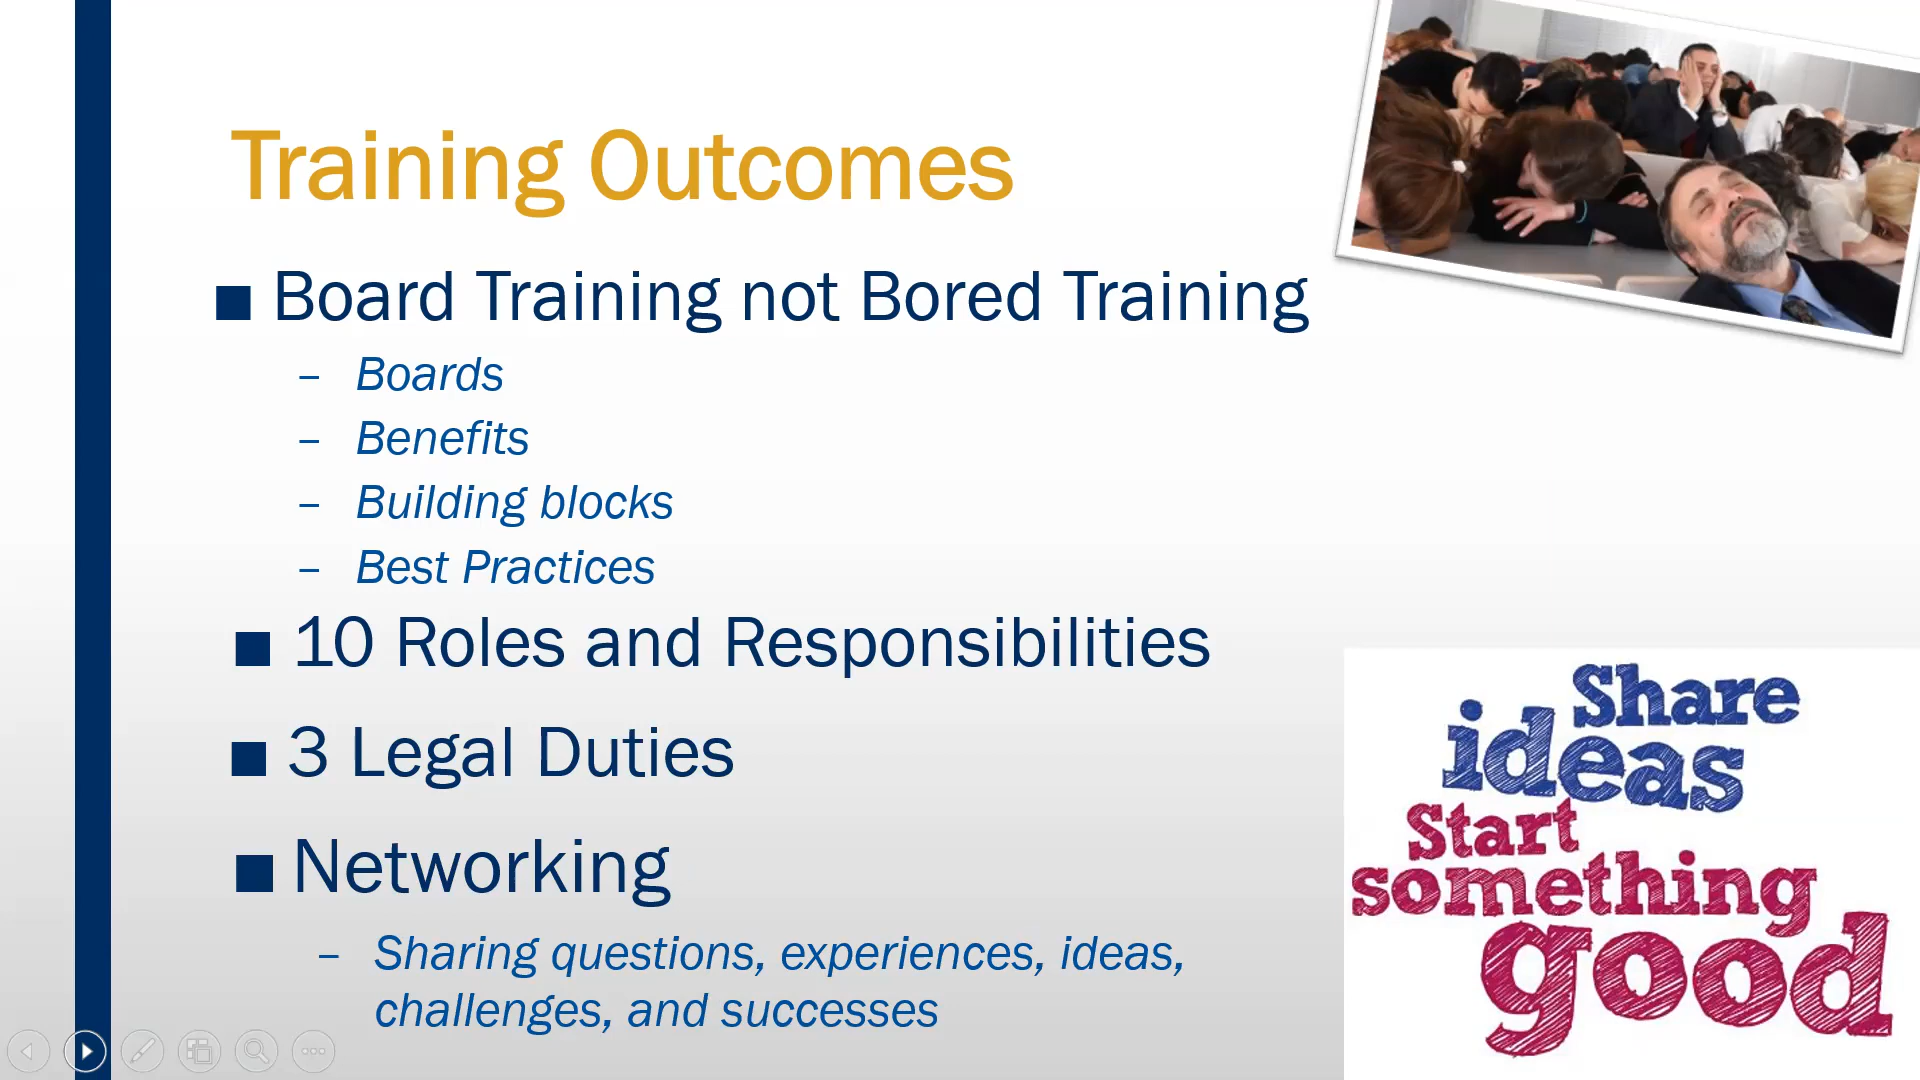 Training Outcomes
■ Board Training not Bored Training
– Boards
– Benefits
– Building blocks
– Best Practices
■ 10 Roles and Responsibilities
■ 3 Legal Duties
■ Networking
– Sharing questions, experiences, ideas,
challenges, and successes
Share
ideas
Start
something
good